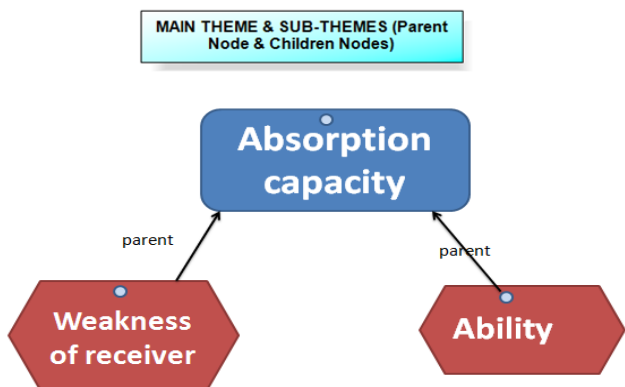 MAIN THEME & SUB-THEMES (Parent
Node & Children Nodes)
Absorption
capacity
parent
parent
Weakness
of receiver
Ability